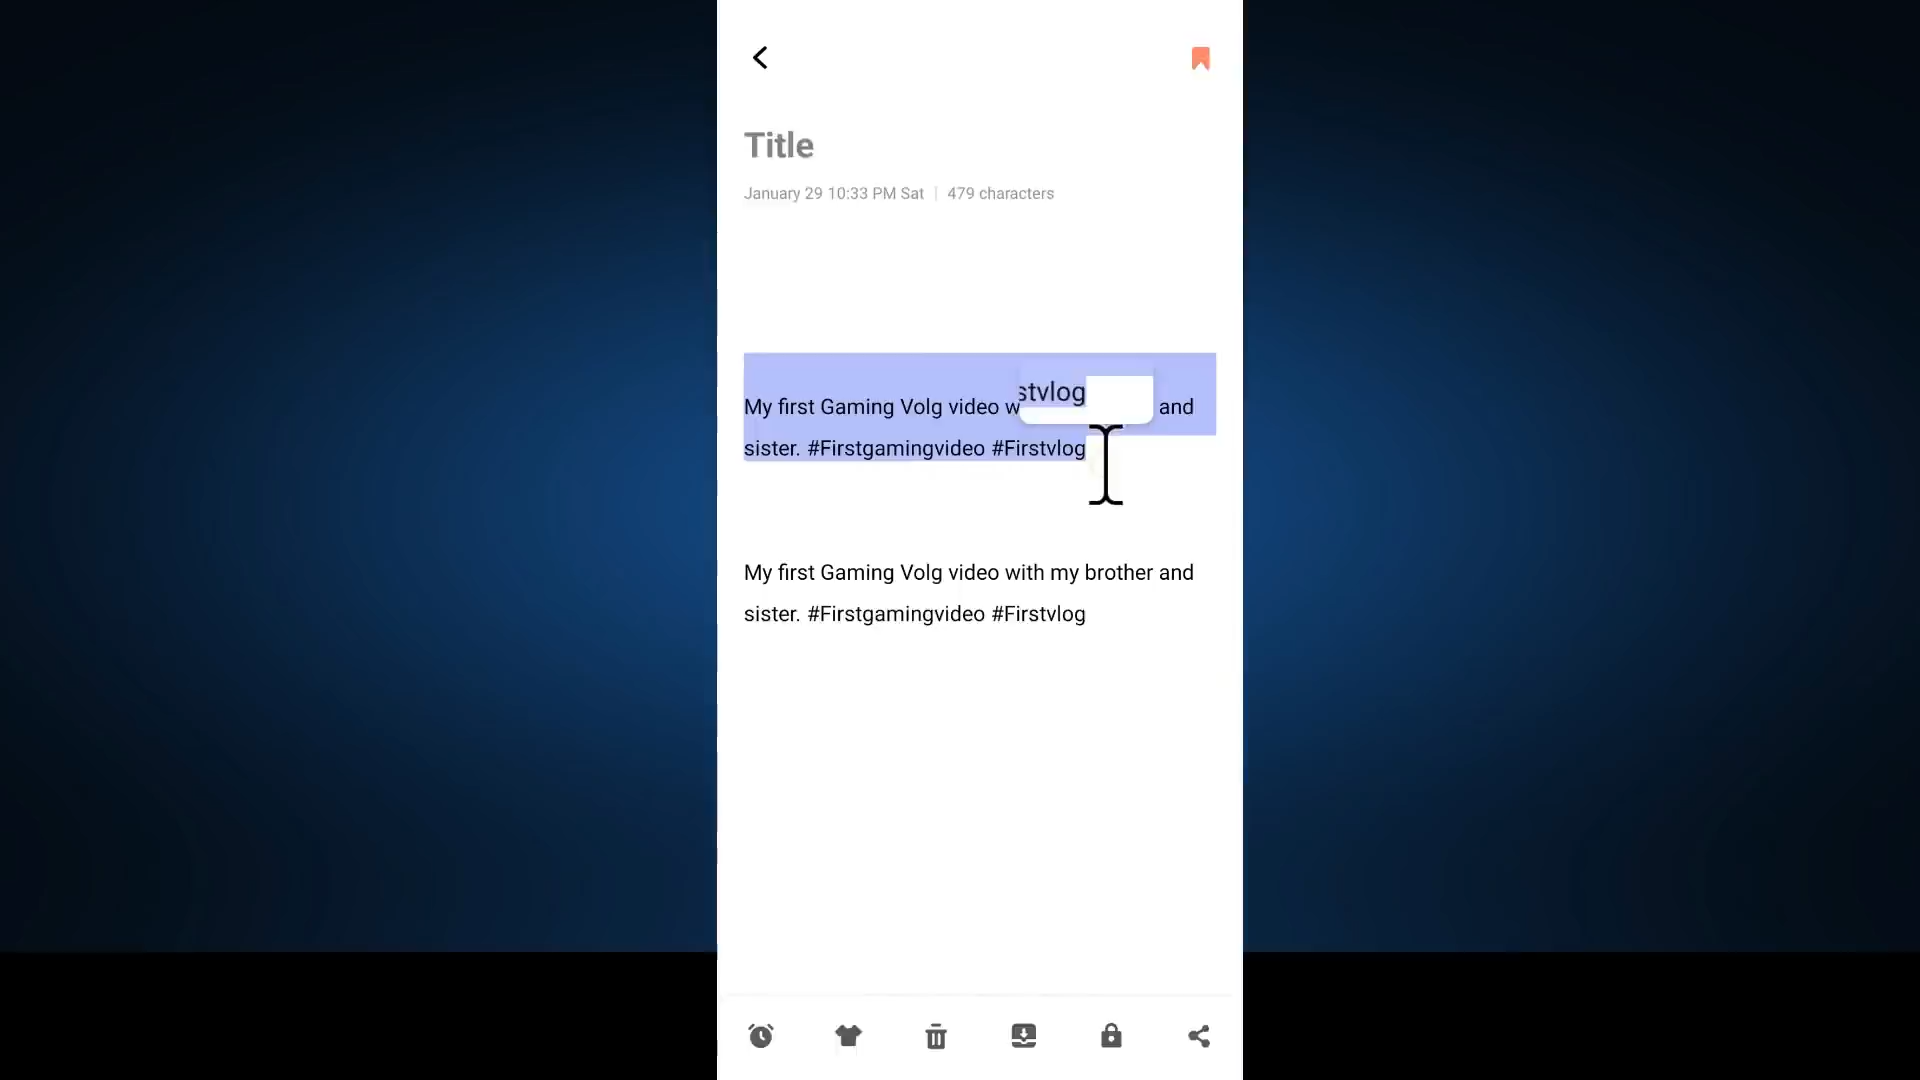 Title
January 29 10:33 PM Sat | 479 characters
stvlog
My first Gaming Volg video w and
sister. #Firstgamingvideo #Firstvlog
My first Gaming Volg video with my brother and
sister. #Firstgamingvideo #Firstvlog